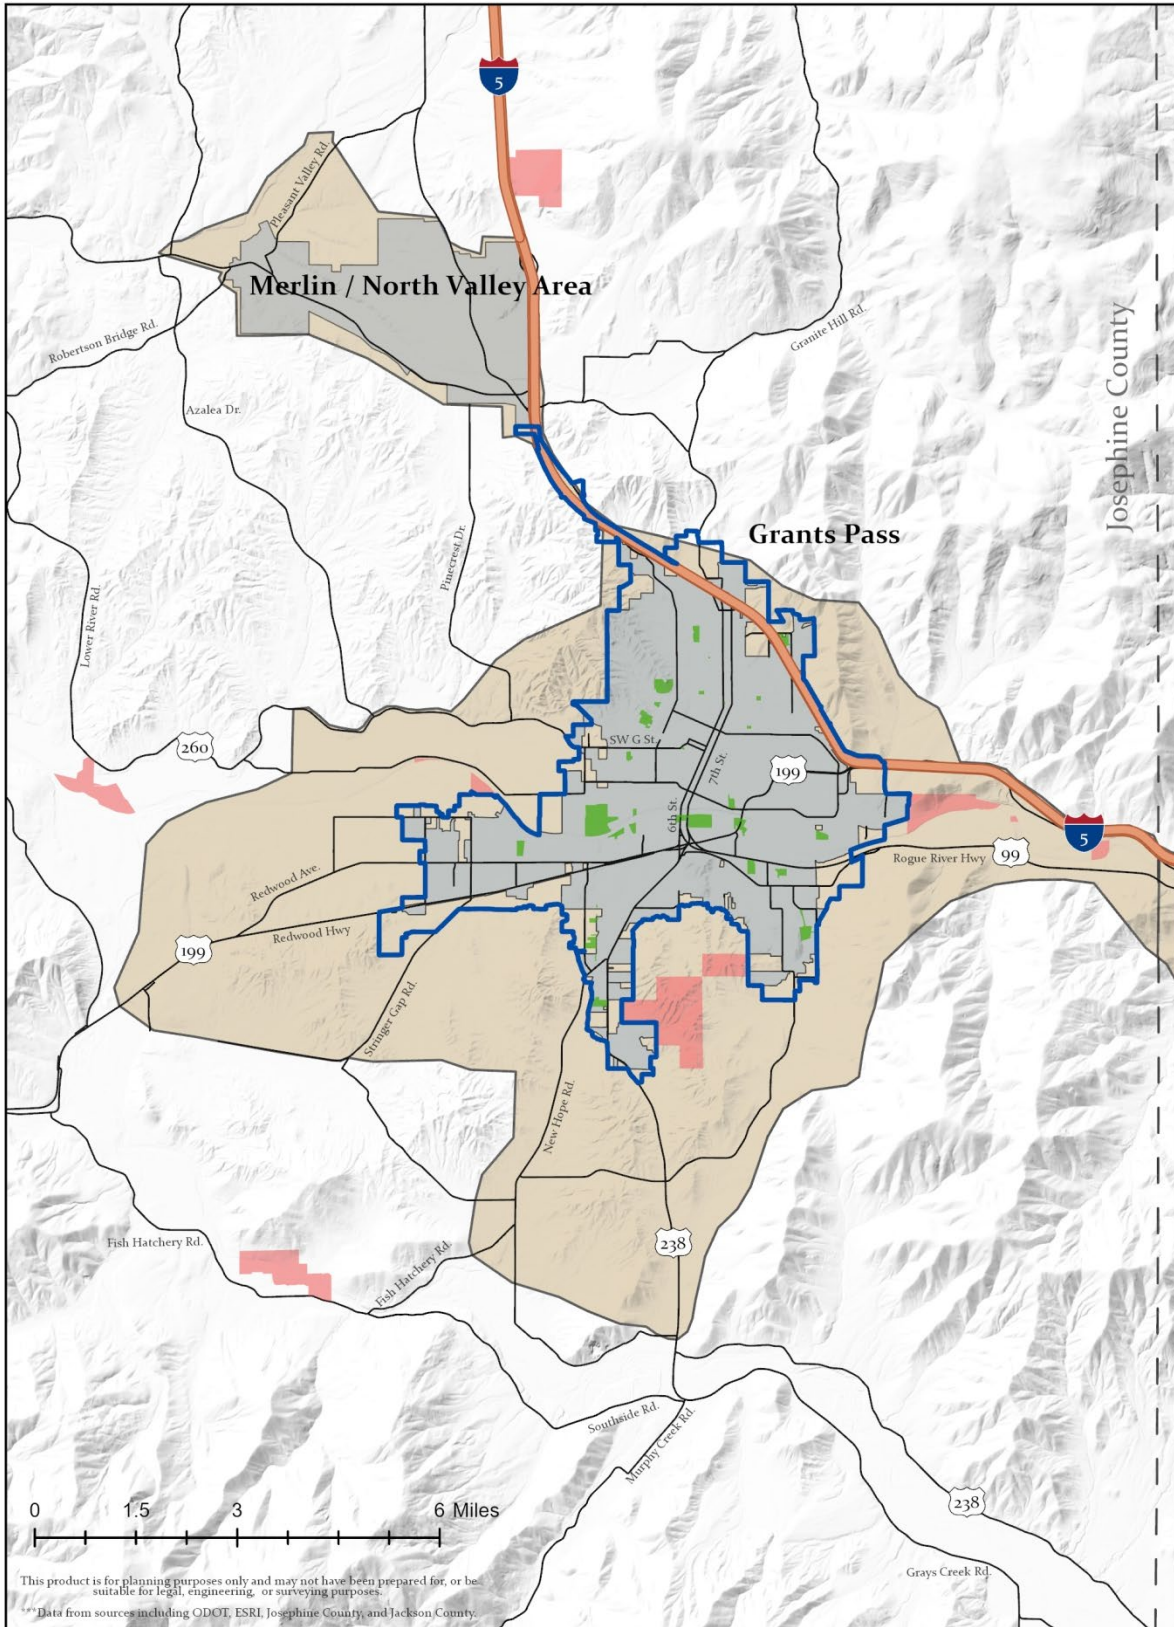 5
Pleasant Valley Rd.
Merlin / North Valley Area
Robertson Bridge Rd.
Granite Hill Rd.
Josephine County
Azalea Dr.
Grants Pass
Pinecrest Dr.
Lower River Rd.
260
SW G St.
7th St.
199
6th St.
5
Rogue River Hwy
99
Redwood Ave.
Redwood Hwy
199
Stringer Gap Rd.
New Hope Rd.
Fish Hatchery Rd.
Fish Hatchery Rd.
238
Southside Rd.
Murphy Creek Rd.
238
Grays Creek Rd.
0 1.5 3 6 Miles
This product is for planning purposes only and may not have been prepared for, or be
suitable for legal, engineering, or surveying purposes.
***Data from sources including ODOT, ESRI, Josephine County, and Jackson County.